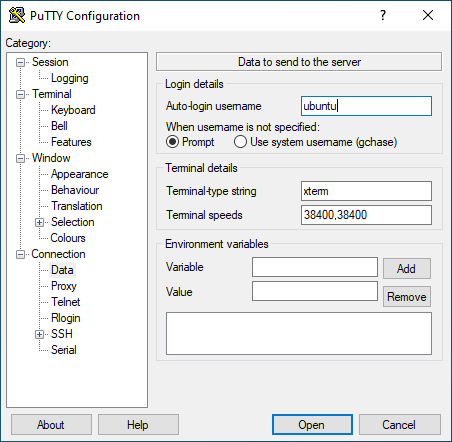 PuTTY Configuration ? ×
Category:
Session
Logging
Terminal
Keyboard
Bell
Features
Window
Appearance
Behaviour
Translation
Selection
Colours
Connection
Data
Proxy
Telnet
Rlogin
SSH
Serial
Data to send to the server
Login details
Auto-login username ubuntu
When username is not specified:
Prompt Use system username (gchase)
Terminal details
Terminal-type string xterm
Terminal speeds 38400,38400
Environment variables
Variable Add
Value Remove
About Help Open Cancel